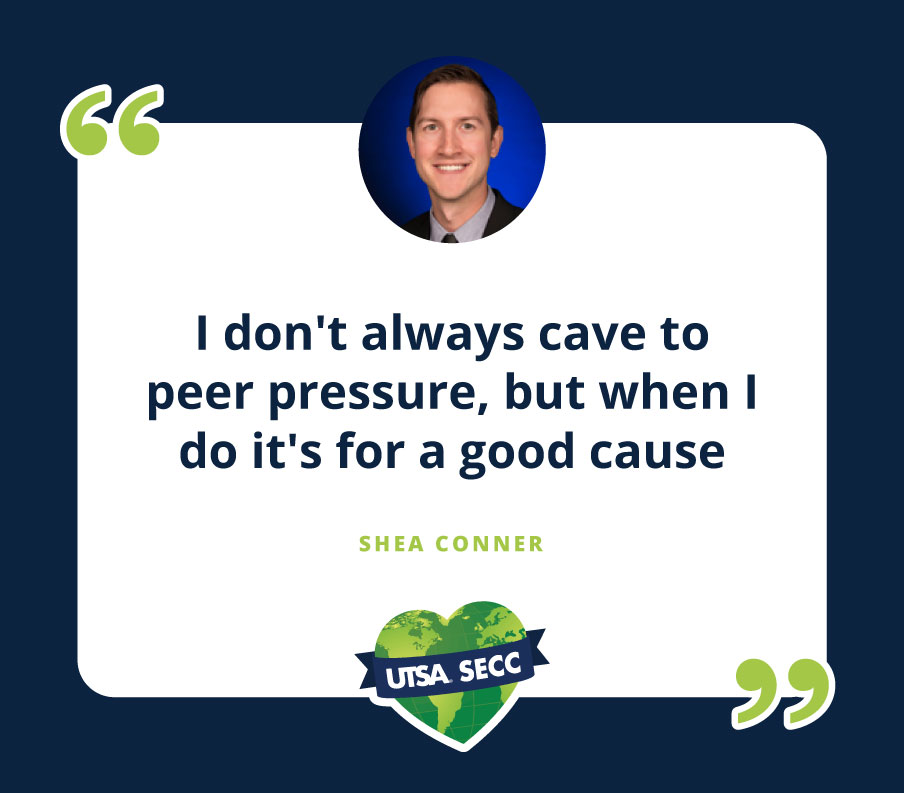 I don't always cave to
peer pressure, but when I
do it's for a good cause
SHEA CONNER
UTSA. SECC